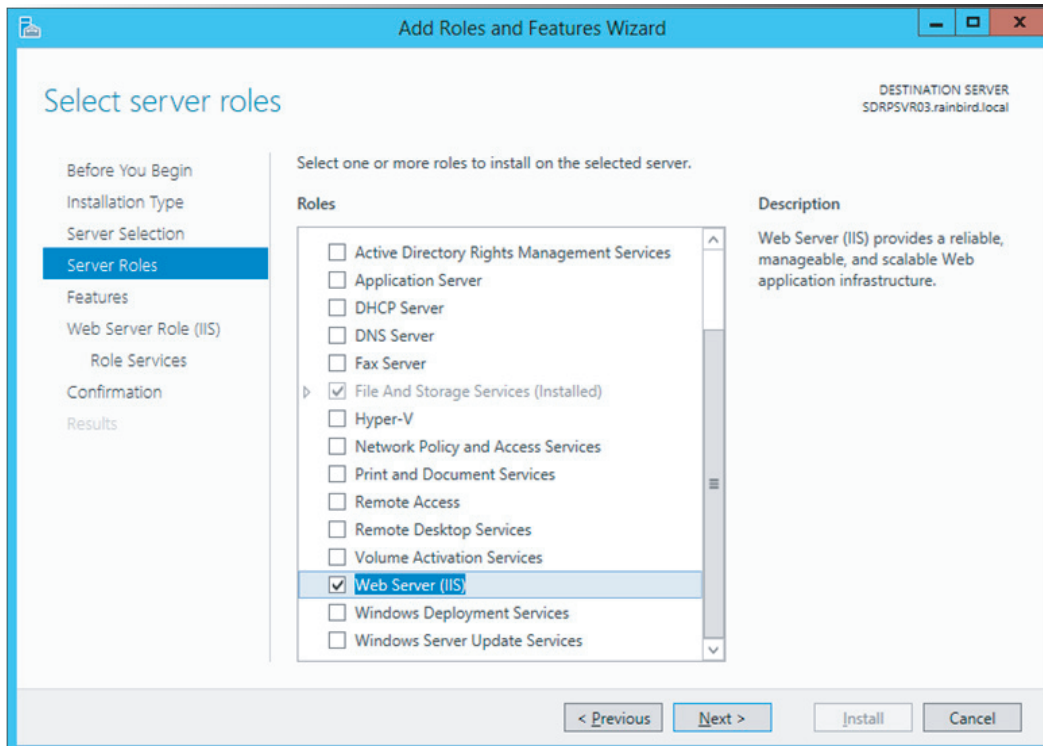 Add Roles and Features Wizard
Select server roles
DESTINATION SERVER
SDRPSVR03.rainbird.local
Before You Begin
Installation Type
Server Selection
Server Roles
Features
Web Server Role (IIS)
Role Services
Confirmation
Results
Select one or more roles to install on the selected server.
Roles
Active Directory Rights Management Services
Application Server
DHCP Server
DNS Server
Fax Server
File And Storage Services (Installed)
Hyper-V
Network Policy and Access Services
Print and Document Services
Remote Access
Remote Desktop Services
Volume Activation Services
Web Server (IIS)
Windows Deployment Services
Windows Server Update Services
Description
Web Server (IIS) provides a reliable,
manageable, and scalable Web
application infrastructure.
< Previous
Next >
Install
Cancel